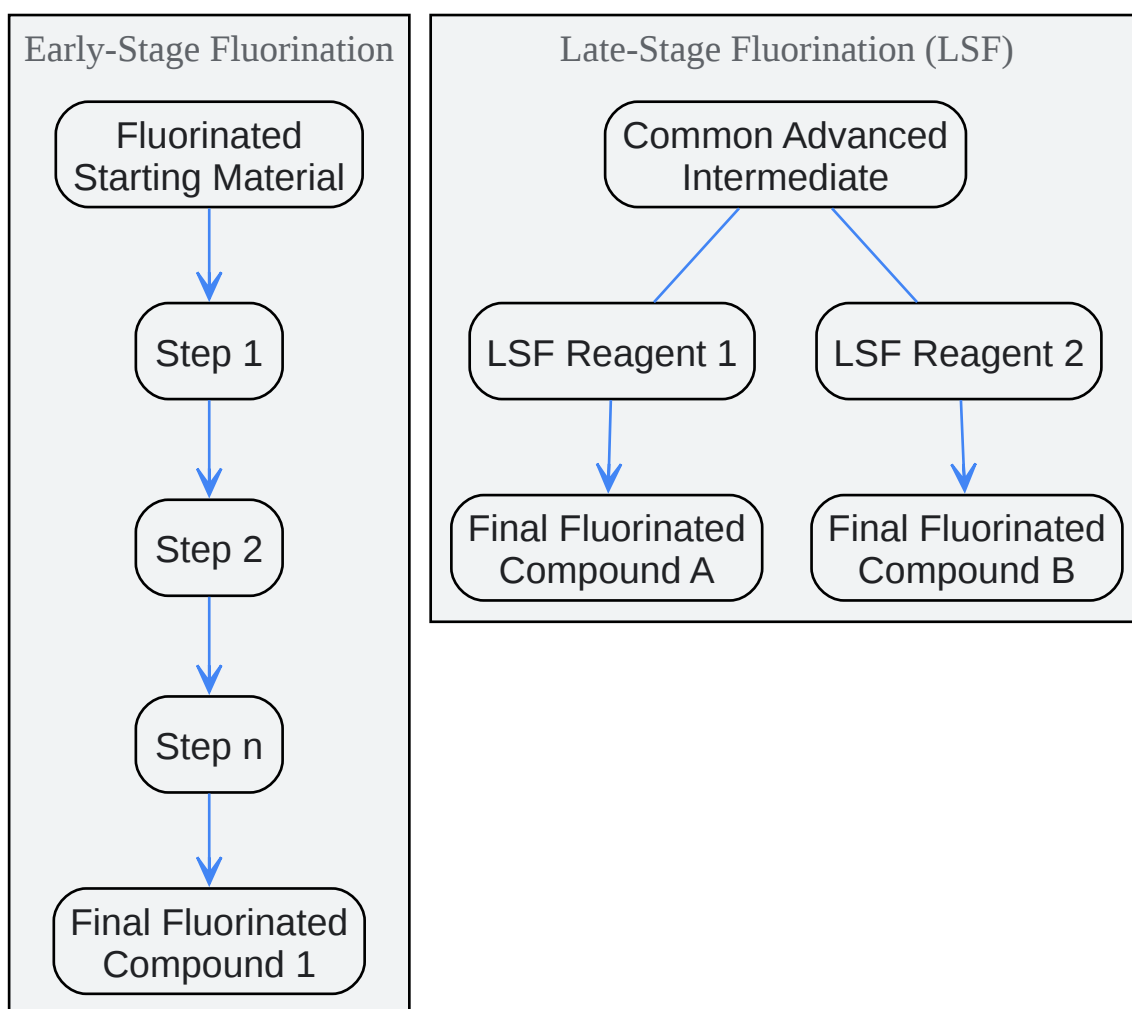 Early-Stage Fluorination
Fluorinated
Starting Material
Step 1
Step 2
Step n
Final Fluorinated
Compound 1
Late-Stage Fluorination (LSF)
Common Advanced
Intermediate
LSF Reagent 1
LSF Reagent 2
Final Fluorinated
Compound A
Final Fluorinated
Compound B